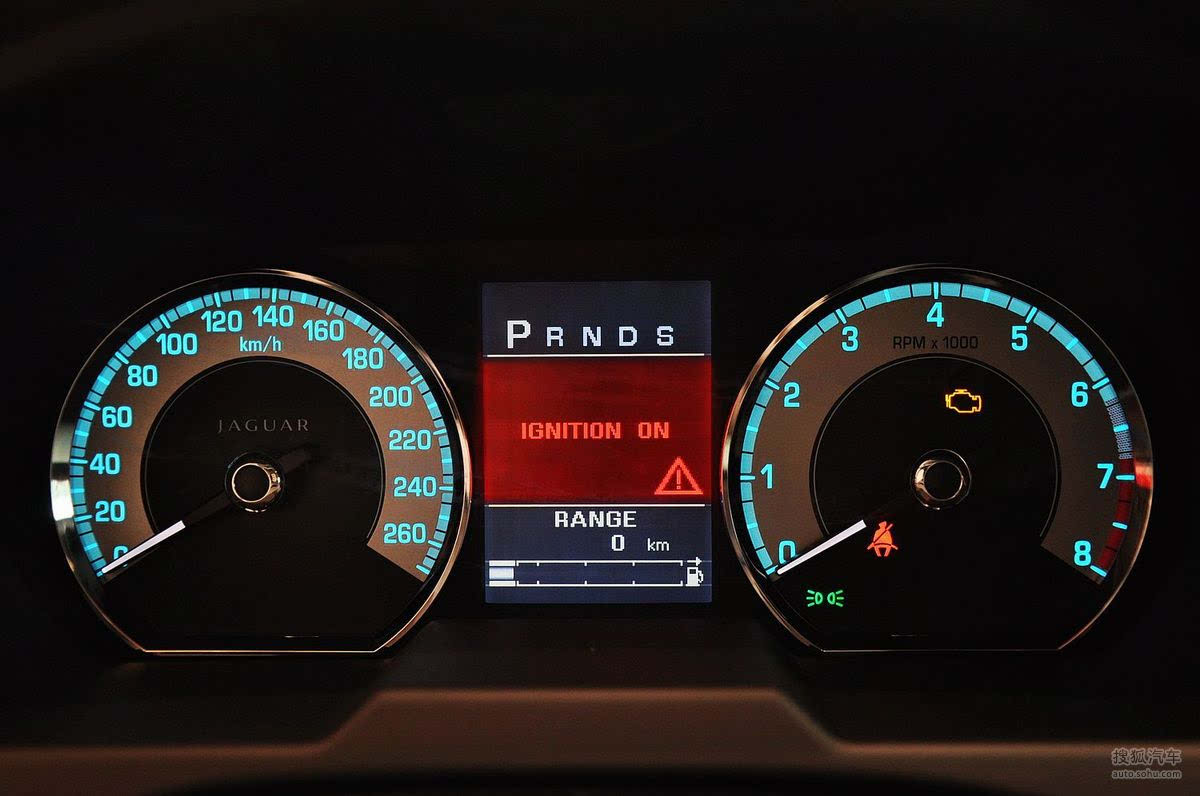 0
20
40
60
80
100
120
140
160
180
200
220
240
260
km/h
JAGUAR
P R N D S
IGNITION ON
RANGE
0 km
0
1
2
3
4
5
6
7
8
RPM x 1000
搜狐汽车
auto.sohu.com